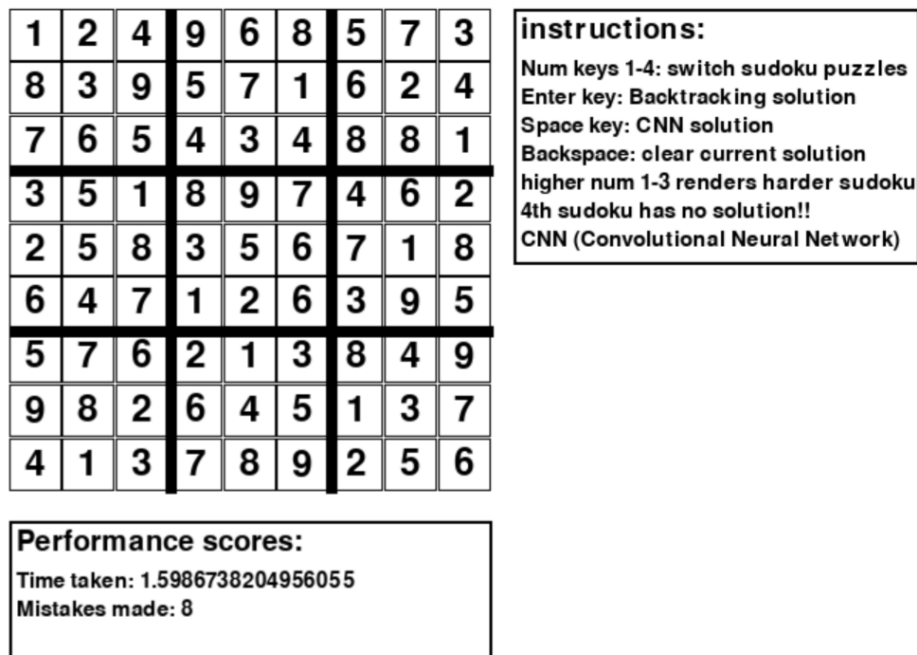 1 2 4 9 6 8 5 7 3
8 3 9 5 7 1 6 2 4
7 6 5 4 3 4 8 8 1
3 5 1 8 9 7 4 6 2
2 5 8 3 5 6 7 1 8
6 4 7 1 2 6 3 9 5
5 7 6 2 1 3 8 4 9
9 8 2 6 4 5 1 3 7
4 1 3 7 8 9 2 5 6
instructions:
Num keys 1-4: switch sudoku puzzles
Enter key: Backtracking solution
Space key: CNN solution
Backspace: clear current solution
higher num 1-3 renders harder sudoku
4th sudoku has no solution!!
CNN (Convolutional Neural Network)
Performance scores:
Time taken: 1.5986738204956055
Mistakes made: 8